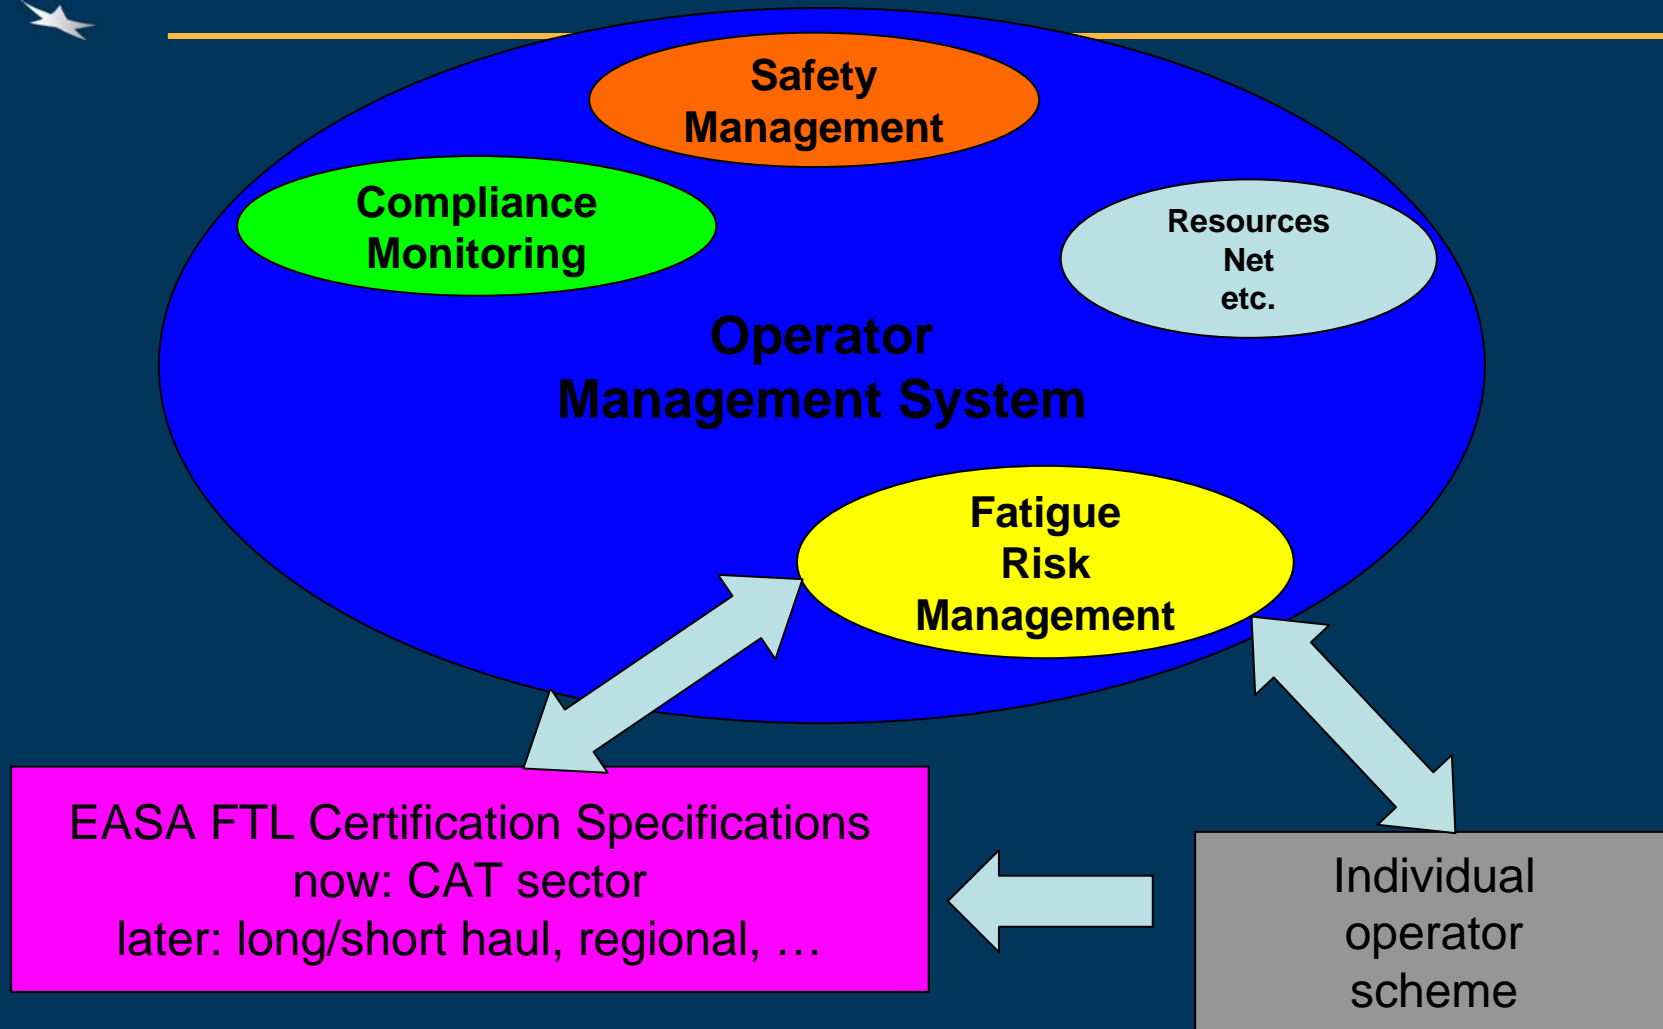 Safety
Management
Compliance
Monitoring
Resources
Net
etc.
Operator
Management System
Fatigue
Risk
Management
EASA FTL Certification Specifications
now: CAT sector
later: long/short haul, regional, …
Individual
operator
scheme